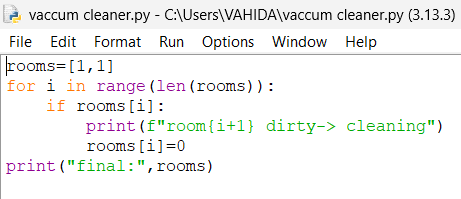 vaccum cleaner.py - C:\Users\VAHIDA\vaccum cleaner.py (3.13.3)
File Edit Format Run Options Window Help
rooms=[1,1]
for i in range(len(rooms)):
    if rooms[i]:
        print(f"room{i+1} dirty-> cleaning")
        rooms[i]=0
print("final:",rooms)